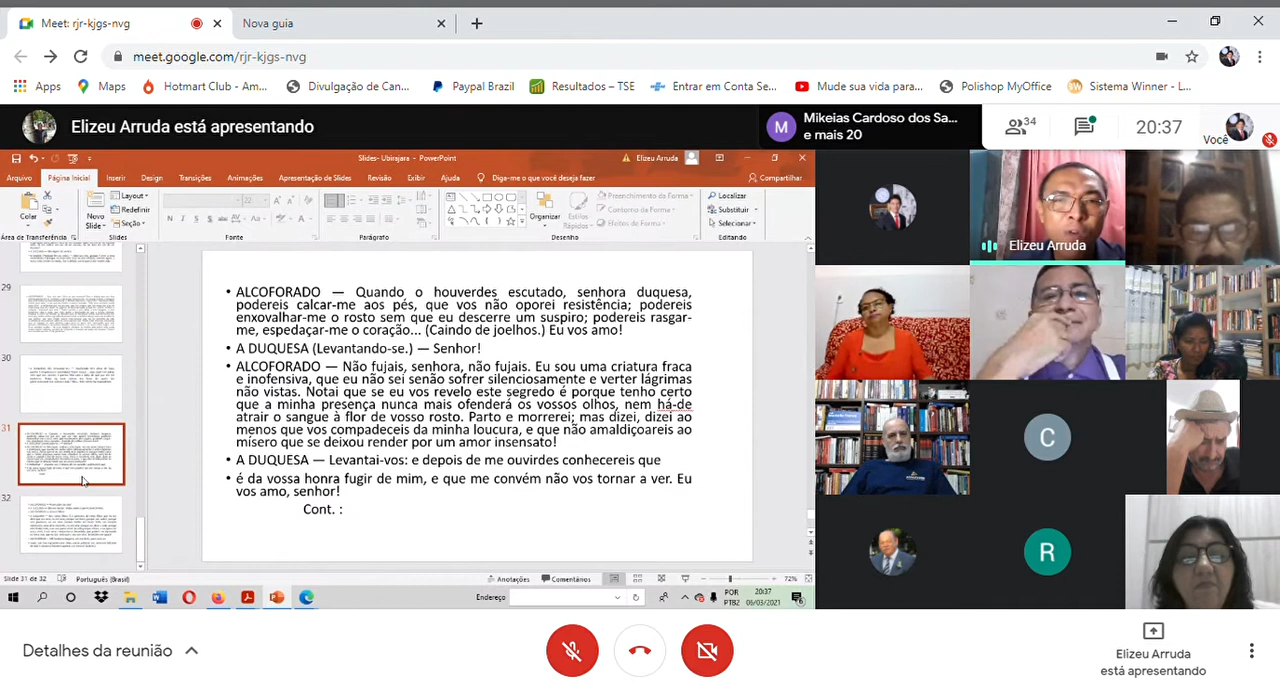 Meet: rjr-kjgs-nvg
Nova guia
meet.google.com/rjr-kjgs-nvg
Apps
Maps
Hotmart Club - Am...
Divulgação de Can...
Paypal Brazil
Resultados – TSE
Entrar em Conta Se...
Mude sua vida para...
Polishop MyOffice
Sistema Winner - L...
Elizeu Arruda está apresentando
M
Mikeias Cardoso dos Sa...
e mais 20
34
20:37
Você
Slides- Ubirajara - PowerPoint
Elizeu Arruda
Arquivo
Página Inicial
Inserir
Design
Transições
Animações
Apresentação de Slides
Revisão
Exibir
Ajuda
Diga-me o que você deseja fazer
Compartilhar
Colar
Novo
Slide
Layout
Redefinir
Seção
Organizar
Estilos
Rápidos
Preenchimento da Forma
Contorno da Forma
Efeitos de Forma
Localizar
Substituir
Selecionar
Área de Transferência
Slides
Fonte
Parágrafo
Desenho
Editando
29
30
31
32
• ALCOFORADO — Quando o houverdes escutado, senhora duquesa,
podereis calcar-me aos pés, que vos não oporei resistência; podereis
enxovalhar-me o rosto sem que eu descerre um suspiro; podereis rasgar-
me, espedaçar-me o coração... (Caindo de joelhos.) Eu vos amo!
• A DUQUESA (Levantando-se.) — Senhor!
• ALCOFORADO — Não fujais, senhora, não fujais. Eu sou uma criatura fraca
e inofensiva, que eu não sei senão sofrer silenciosamente e verter lágrimas
não vistas. Notai que se eu vos revelo este segredo é porque tenho certo
que a minha presença nunca mais ofenderá os vossos olhos, nem há-de
atrair o sangue à flor de vosso rosto. Parto e morrerei; mas dizei, dizei ao
menos que vos compadeceis da minha loucura, e que não amaldiçoareis ao
mísero que se deixou render por um amor insensato!
• A DUQUESA — Levantai-vos: e depois de me ouverdes conhecereis que
• é da vossa honra fugir de mim, e que me convém não vos tornar a ver. Eu
vos amo, senhor!
Cont. :
Slide 31 de 32
Português (Brasil)
Anotações
Comentários
72%
Endereço
POR
PTB2
20:37
06/03/2021
Elizeu Arruda
C
R
Detalhes da reunião
Elizeu Arruda
está apresentando